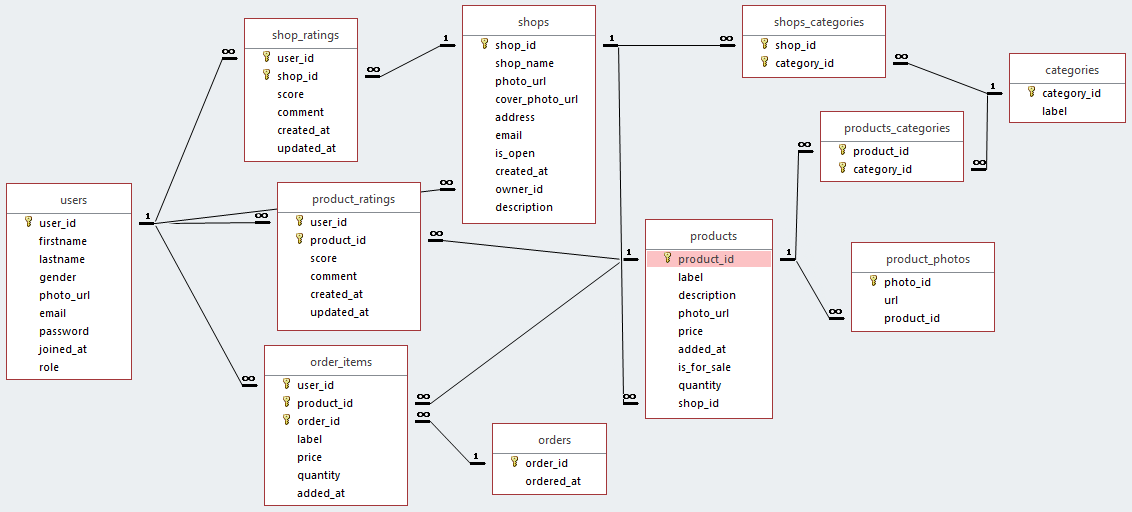 shop_ratings
user_id
shop_id
score
comment
created_at
updated_at
shops
shop_id
shop_name
photo_url
cover_photo_url
address
email
is_open
created_at
owner_id
description
shops_categories
shop_id
category_id
categories
category_id
label
products_categories
product_id
category_id
users
user_id
firstname
lastname
gender
photo_url
email
password
joined_at
role
product_ratings
user_id
product_id
score
comment
created_at
updated_at
products
product_id
label
description
photo_url
price
added_at
is_for_sale
quantity
shop_id
product_photos
photo_id
url
product_id
order_items
user_id
product_id
order_id
label
price
quantity
added_at
orders
order_id
ordered_at
∞
∞
1
1
∞
∞
1
∞
∞
1
∞
∞
∞
1
1
∞
∞
∞
∞
∞
1